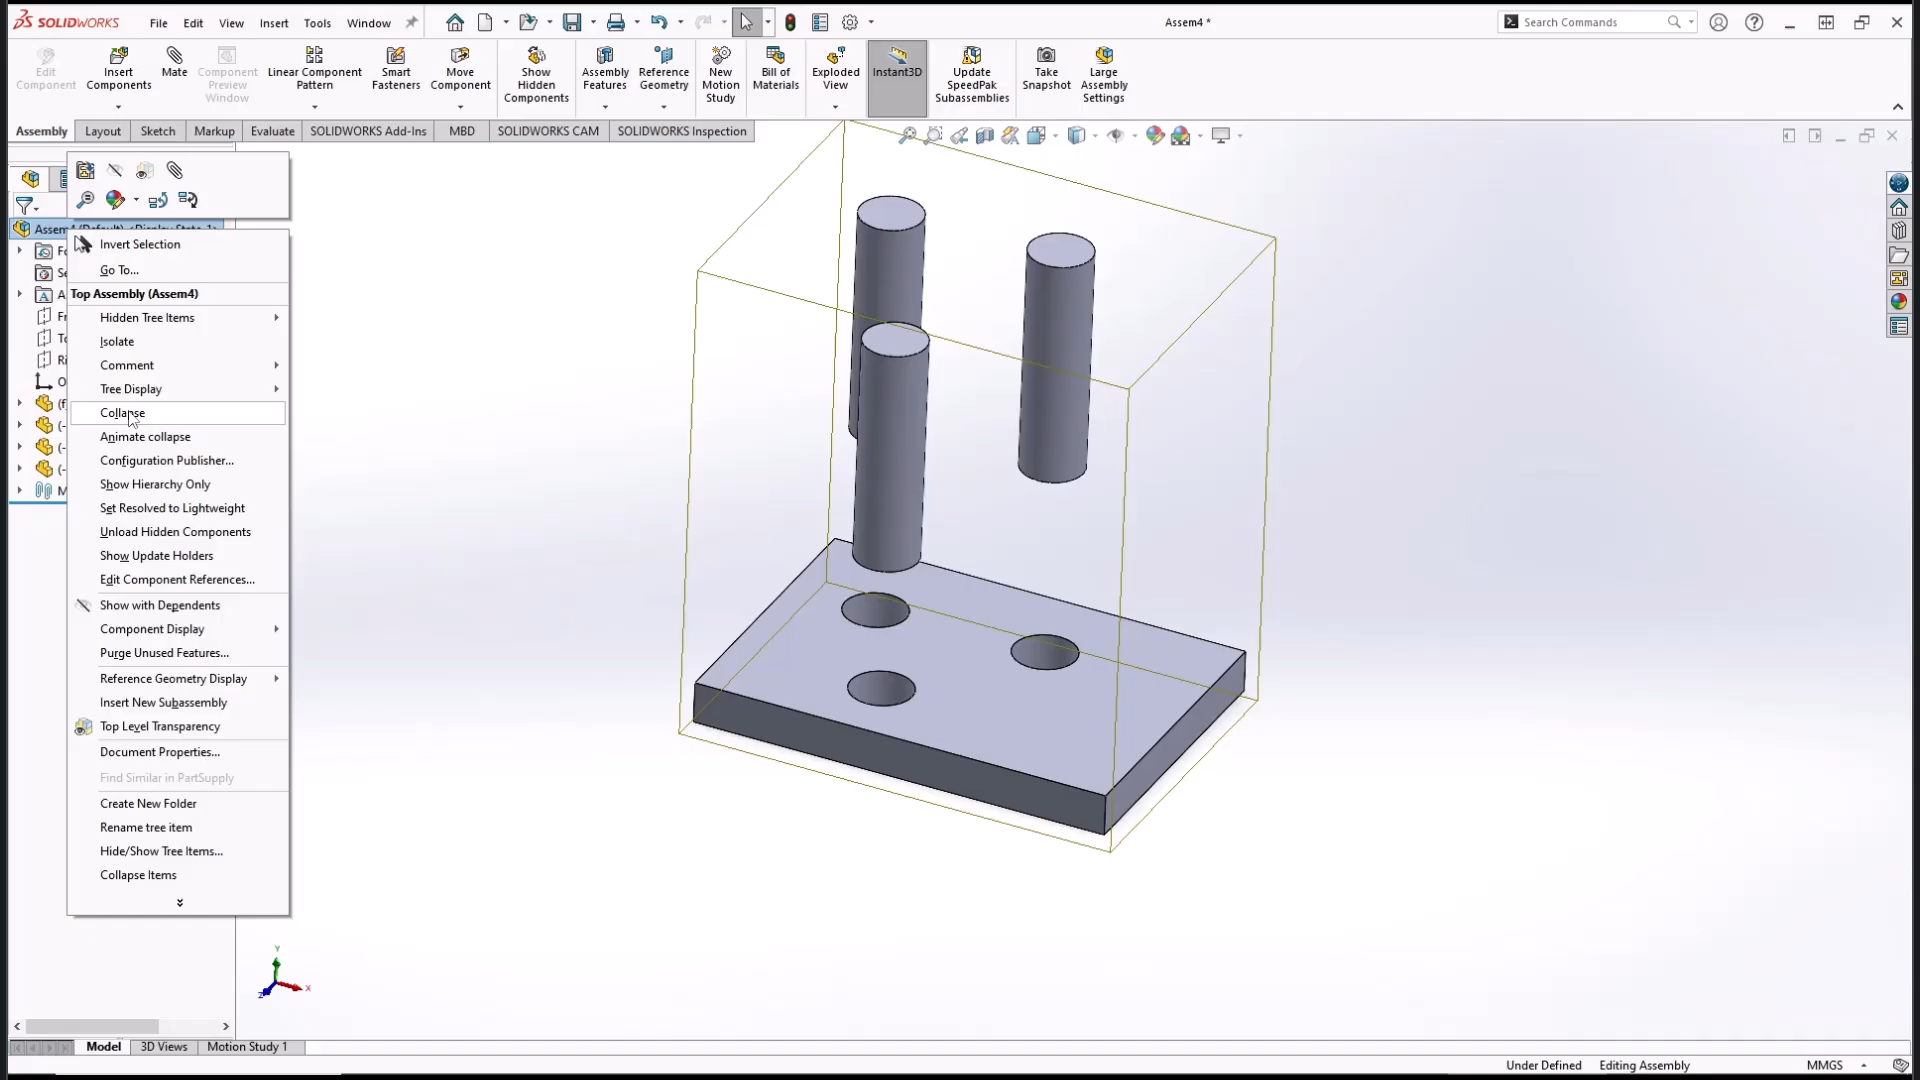 SOLIDWORKS
File Edit View Insert Tools Window
Assem4 *
Search Commands
Edit Component
Insert Components
Mate
Component Preview Window
Linear Component Pattern
Smart Fasteners
Move Component
Show Hidden Components
Assembly Features
Reference Geometry
New Motion Study
Bill of Materials
Exploded View
Instant3D
Update SpeedPak Subassemblies
Take Snapshot
Large Assembly Settings
Assembly Layout Sketch Markup Evaluate SOLIDWORKS Add-Ins MBD SOLIDWORKS CAM SOLIDWORKS Inspection
Assem4 (Default) <Display State-1>
Invert Selection
Go To...
Top Assembly (Assem4)
Hidden Tree Items
Isolate
Comment
Tree Display
Collapse
Animate collapse
Configuration Publisher...
Show Hierarchy Only
Set Resolved to Lightweight
Unload Hidden Components
Show Update Holders
Edit Component References...
Show with Dependents
Component Display
Purge Unused Features...
Reference Geometry Display
Insert New Subassembly
Top Level Transparency
Document Properties...
Find Similar in PartSupply
Create New Folder
Rename tree item
Hide/Show Tree Items...
Collapse Items
Y
X
Z
Model 3D Views Motion Study 1
Under Defined Editing Assembly MMGS